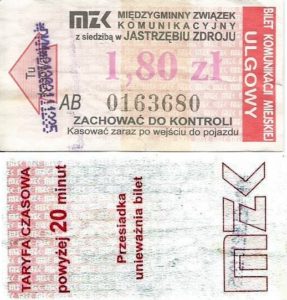 MZK MIĘDZYGMINNY ZWIĄZEK
KOMUNIKACYJNY
z siedzibą w JASTRZĘBIU ZDROJU
Tu
1,80 zł
AB 0163680
ZACHOWAĆ DO KONTROLI
Kasować zaraz po wejściu do pojazdu
BILET KOMUNIKACJI MIEJSKIEJ
ULGOWY
TARYFA CZASOWA
powyżej 20 minut
Przesiadka
unieważnia bilet
MZK